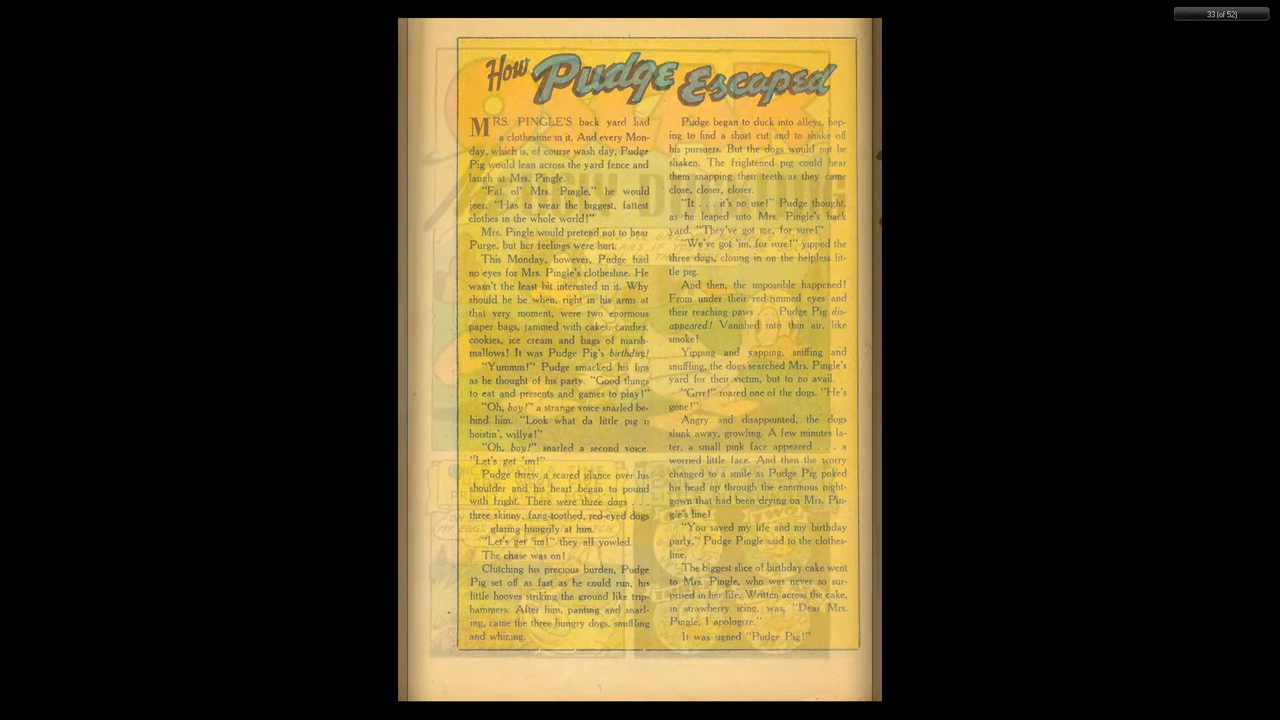 33 (of 52)
How Pudge Escaped
MRS. PINGLE'S back yard had
a clothesline in it. And every Mon-
day, which is, of course wash day, Pudge
Pig would lean across the yard fence and
laugh at Mrs. Pingle.
"Fat ol' Mrs. Pingle," he would
jeer. "Has ta wear the biggest, fattest
clothes in the whole world!"
Mrs. Pingle would pretend not to hear
Purge, but her feelings were hurt.
This Monday, however, Pudge had
no eyes for Mrs. Pingle's clothesline. He
wasn't the least bit interested in it. Why
should he be when, right in his arms at
that very moment, were two enormous
paper bags, jammed with cakes, candies,
cookies, ice cream and bags of marsh-
mallows! It was Pudge Pig's birthday!
"Yummm!" Pudge smacked his lips
as he thought of his party. "Good things
to eat and presents and games to play!"
"Oh, boy!" a strange voice snarled be-
hind him. "Look what da little pig is
hoistin', willya!"
"Oh, boy!" snarled a second voice.
"Let's get 'im!"
Pudge threw a scared glance over his
shoulder and his heart began to pound
with fright. There were three dogs . . .
three skinny, fang-toothed, red-eyed dogs
glaring hungrily at him.
"Let's get 'im!" they all yowled.
The chase was on!
Clutching his precious burden, Pudge
Pig set off as fast as he could run, his
little hooves striking the ground like trip-
hammers. After him, panting and snarl-
ing, came the three hungry dogs, snuffling
and whining.
Pudge began to duck into alleys, hop-
ing to find a short cut and to shake off
his pursuers. But the dogs would not be
shaken. The frightened pig could hear
them snapping their teeth as they came
close, closer, closer.
"It . . . it's no use!" Pudge thought,
as he leaped into Mrs. Pingle's back
yard. "They've got me, for sure!"
"We've got 'im, for sure!" yipped the
three dogs, closing in on the helpless lit-
tle pig.
And then, the impossible happened!
From under their red-rimmed eyes and
their reaching paws . . . Pudge Pig dis-
appeared! Vanished into thin air, like
smoke!
Yipping and yapping, sniffing and
snuffling, the dogs searched Mrs. Pingle's
yard for their victim, but to no avail.
"Grrr!" roared one of the dogs. "He's
gone!"
Angry and disappointed, the dogs
slunk away, growling. A few minutes la-
ter, a small pink face appeared . . . a
worried little face. And then the worry
changed to a smile as Pudge Pig poked
his head up through the enormous night-
gown that had been drying on Mrs. Pin-
gle's line!
"You saved my life and my birthday
party," Pudge Pingle said to the clothes-
line.
The biggest slice of birthday cake went
to Mrs. Pingle, who was never so sur-
prised in her life. Written across the cake,
in strawberry icing, was, "Dear Mrs.
Pingle, I apologize."
It was signed "Pudge Pig!"